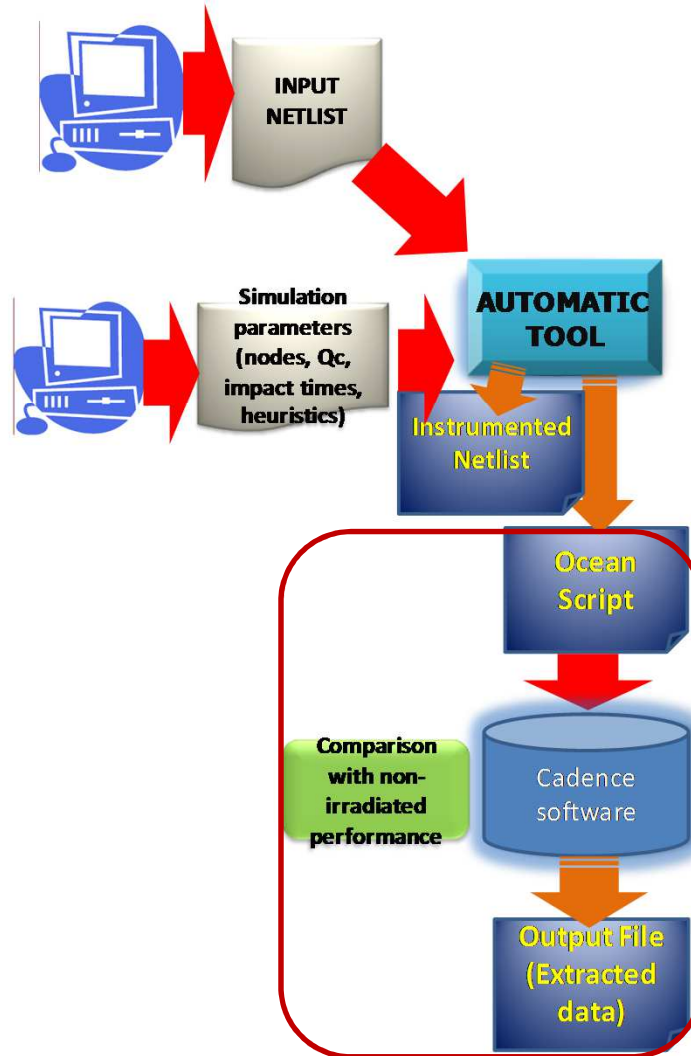 INPUT
NETLIST
Simulation
parameters
(nodes, Qc,
impact times,
heuristics)
AUTOMATIC
TOOL
Instrumented
Netlist
Ocean
Script
Comparison
with non-
irradiated
performance
Cadence
software
Output File
(Extracted
data)